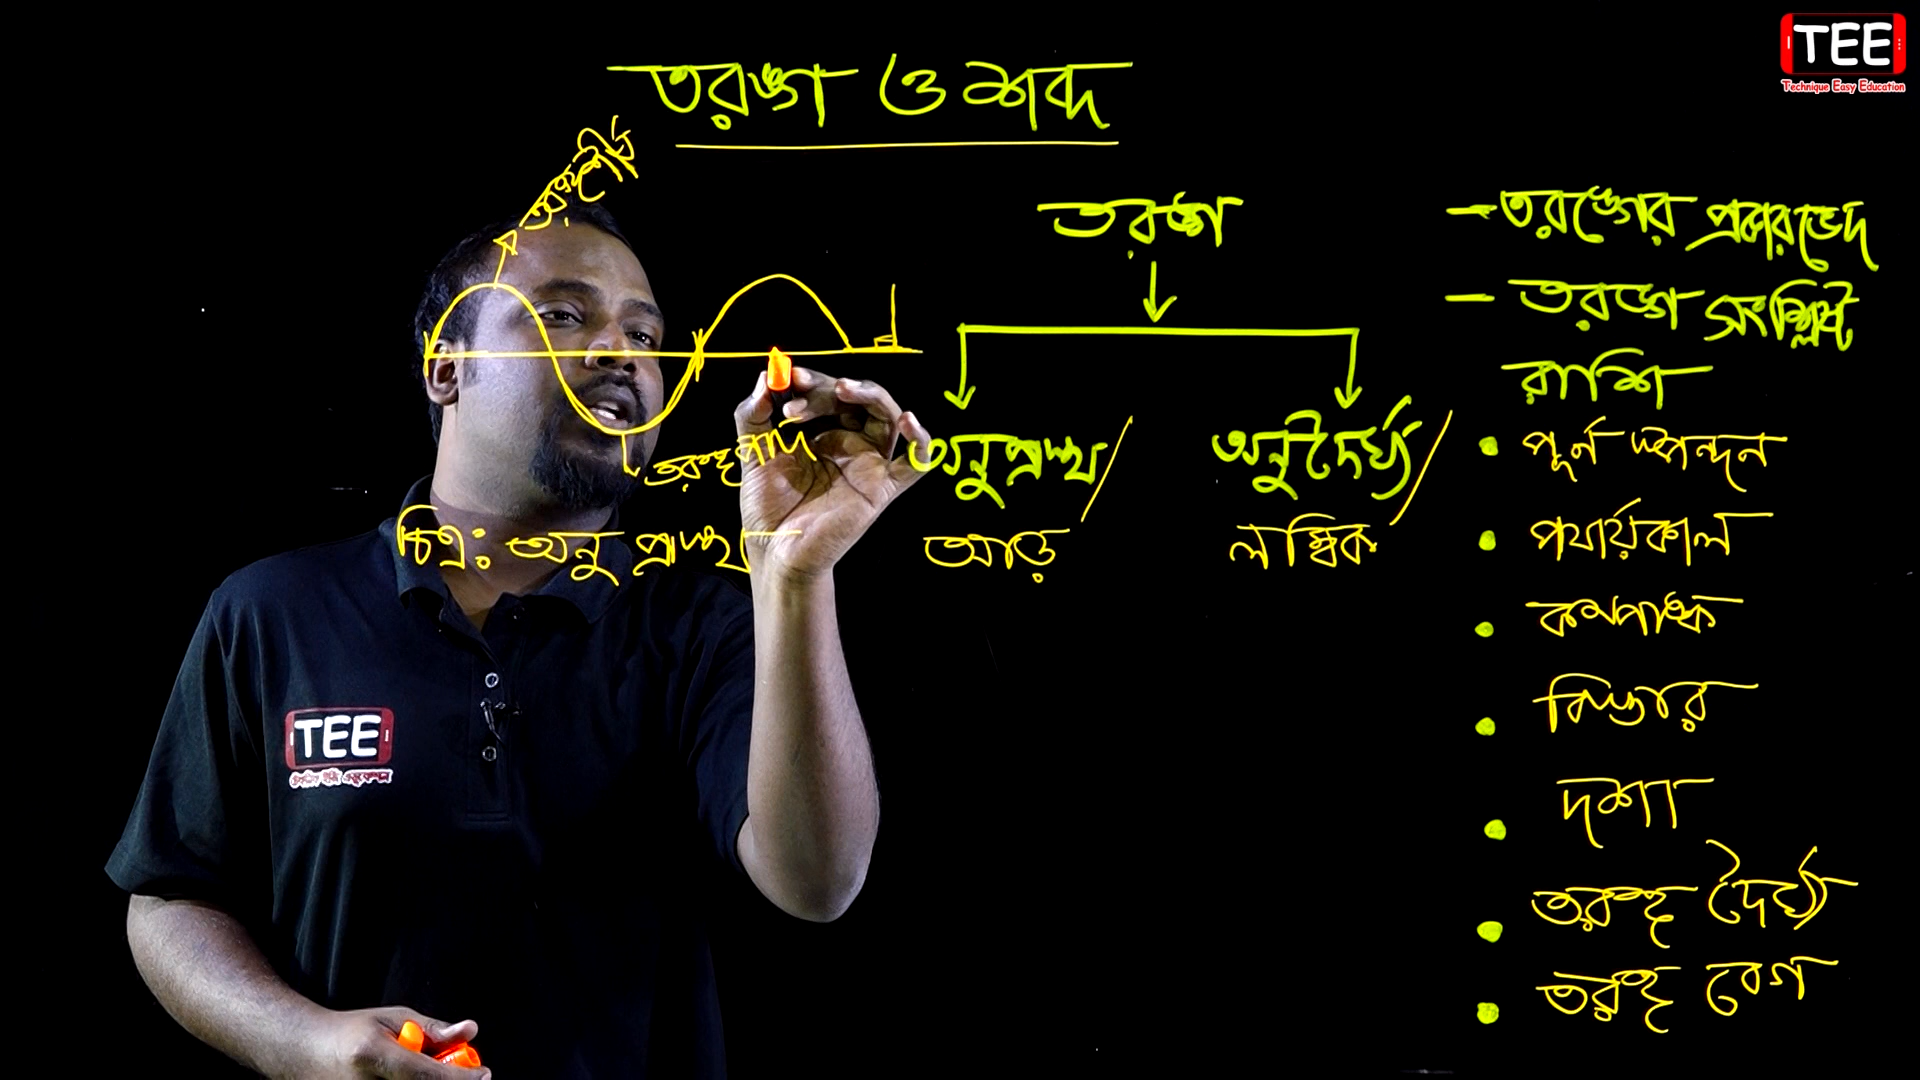 TEE
Technique Easy Education
তরঙ্গ ও শব্দ
তরঙ্গশীর্ষ
তরঙ্গ
অনুপ্রস্থ/
আড়
অনুদৈর্ঘ্য/
লম্বিক
তরঙ্গপাদ
চিত্র: অনুপ্রস্থ
- তরঙ্গের প্রকারভেদ
- তরঙ্গ সংশ্লিষ্ট
রাশি
• পূর্ণ স্পন্দন
• পর্যায়কাল
• কম্পাঙ্ক
• বিস্তার
• দশা
• তরঙ্গ দৈর্ঘ্য
• তরঙ্গ বেগ
TEE